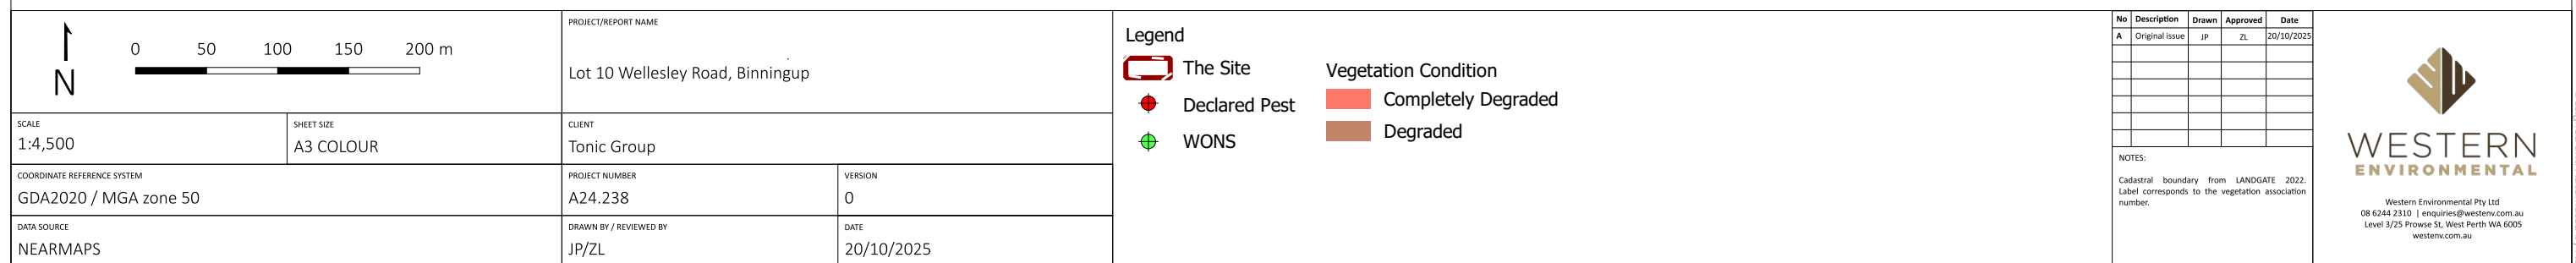 N
0 50 100 150 200 m
PROJECT/REPORT NAME
Lot 10 Wellesley Road, Binningup
SCALE
1:4,500
SHEET SIZE
A3 COLOUR
CLIENT
Tonic Group
COORDINATE REFERENCE SYSTEM
GDA2020 / MGA zone 50
PROJECT NUMBER
A24.238
VERSION
0
DATA SOURCE
NEARMAPS
DRAWN BY / REVIEWED BY
JP/ZL
DATE
20/10/2025
Legend
The Site
Declared Pest
WONS
Vegetation Condition
Completely Degraded
Degraded
No Description Drawn Approved Date
A Original issue JP ZL 20/10/2025
NOTES:
Cadastral boundary from LANDGATE 2022.
Label corresponds to the vegetation association
number.
WESTERN
ENVIRONMENTAL
Western Environmental Pty Ltd
08 6244 2310 | enquiries@westenv.com.au
Level 3/25 Prowse St, West Perth WA 6005
westenv.com.au